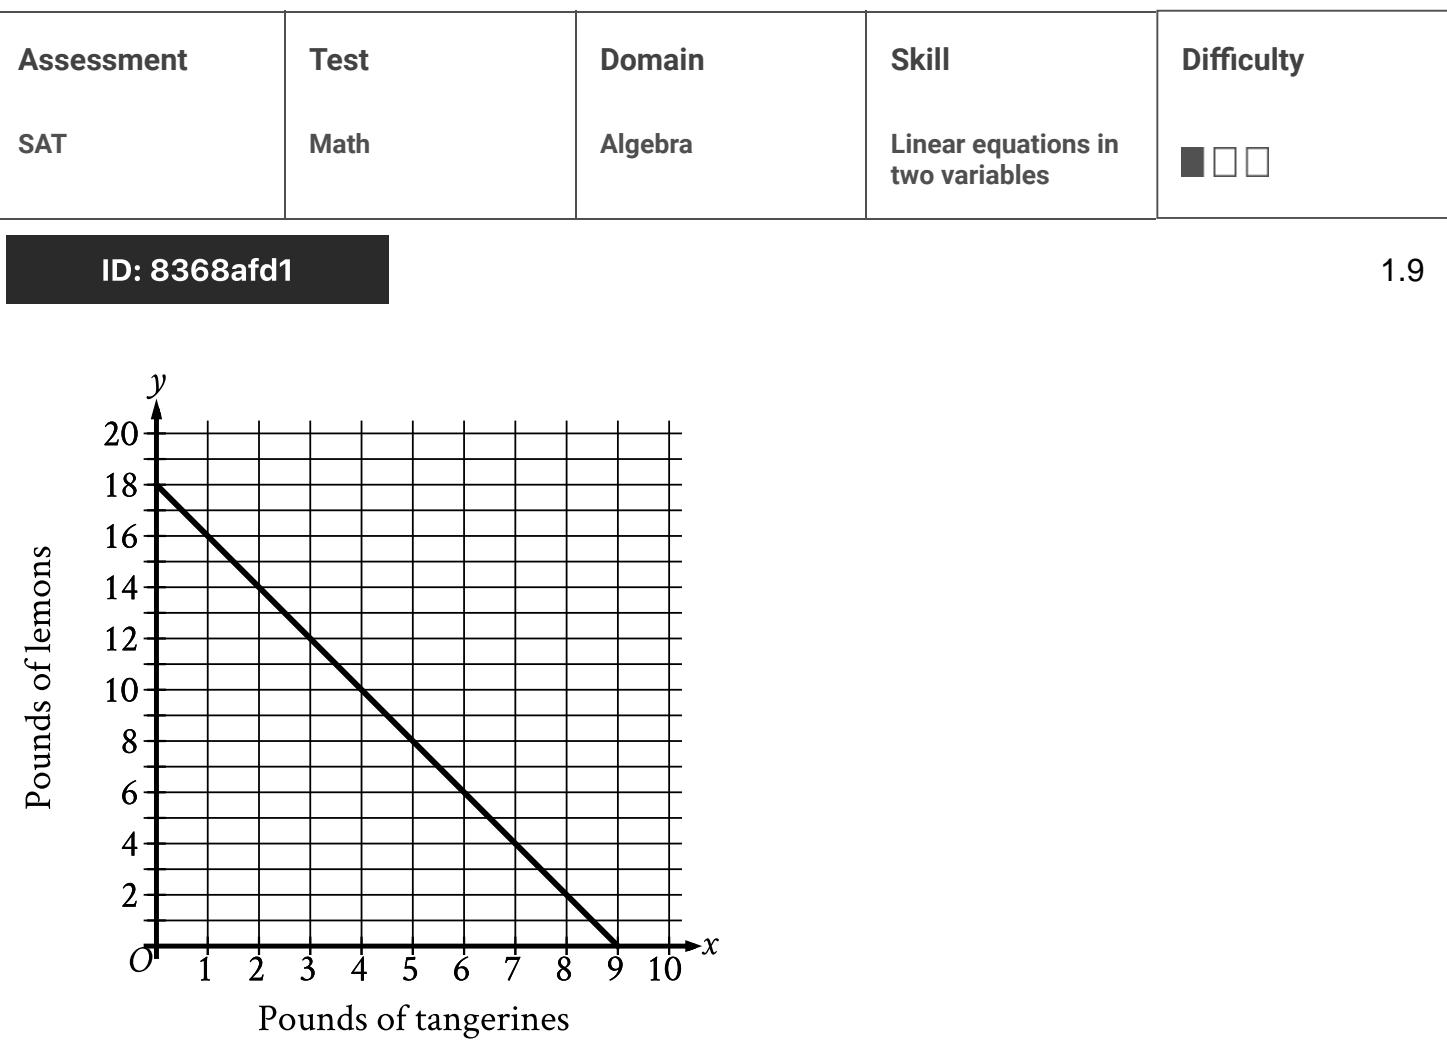 Assessment
Test
Domain
Skill
Difficulty
SAT
Math
Algebra
Linear equations in
two variables
ID: 8368afd1
1.9
y
20
18
16
14
12
10
8
6
4
2
O
1 2 3 4 5 6 7 8 9 10
x
Pounds of lemons
Pounds of tangerines